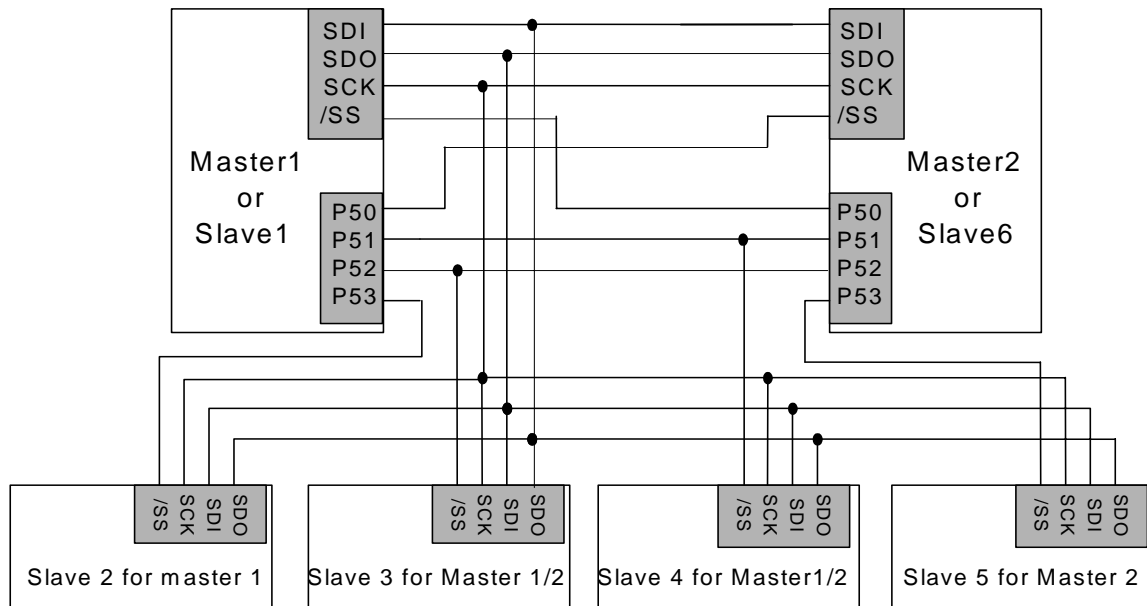 SDI
SDO
SCK
/SS
Master1
or
Slave1
P50
P51
P52
P53
SDI
SDO
SCK
/SS
Master2
or
Slave6
P50
P51
P52
P53
/SS
SCK
SDI
SDO
Slave 2 for master 1
/SS
SCK
SDI
SDO
Slave 3 for Master 1/2
/SS
SCK
SDI
SDO
Slave 4 for Master1/2
/SS
SCK
SDI
SDO
Slave 5 for Master 2